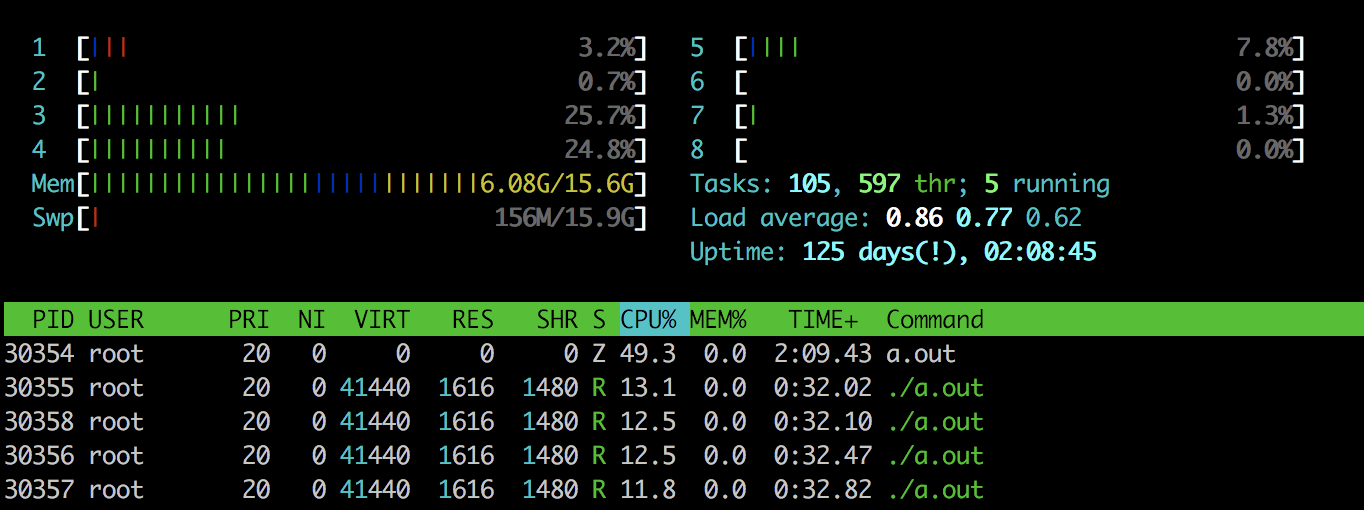 1 [||| 3.2%] 5 [|||| 7.8%]
2 [| 0.7%] 6 [ 0.0%]
3 [||||||||||| 25.7%] 7 [| 1.3%]
4 [|||||||||| 24.8%] 8 [ 0.0%]
Mem[||||||||||||||||||||||||||||6.08G/15.6G] Tasks: 105, 597 thr; 5 running
Swp[| 156M/15.9G] Load average: 0.86 0.77 0.62
Uptime: 125 days(!), 02:08:45
PID USER PRI NI VIRT RES SHR S CPU% MEM% TIME+ Command
30354 root 20 0 0 0 0 Z 49.3 0.0 2:09.43 a.out
30355 root 20 0 41440 1616 1480 R 13.1 0.0 0:32.02 ./a.out
30358 root 20 0 41440 1616 1480 R 12.5 0.0 0:32.10 ./a.out
30356 root 20 0 41440 1616 1480 R 12.5 0.0 0:32.47 ./a.out
30357 root 20 0 41440 1616 1480 R 11.8 0.0 0:32.82 ./a.out